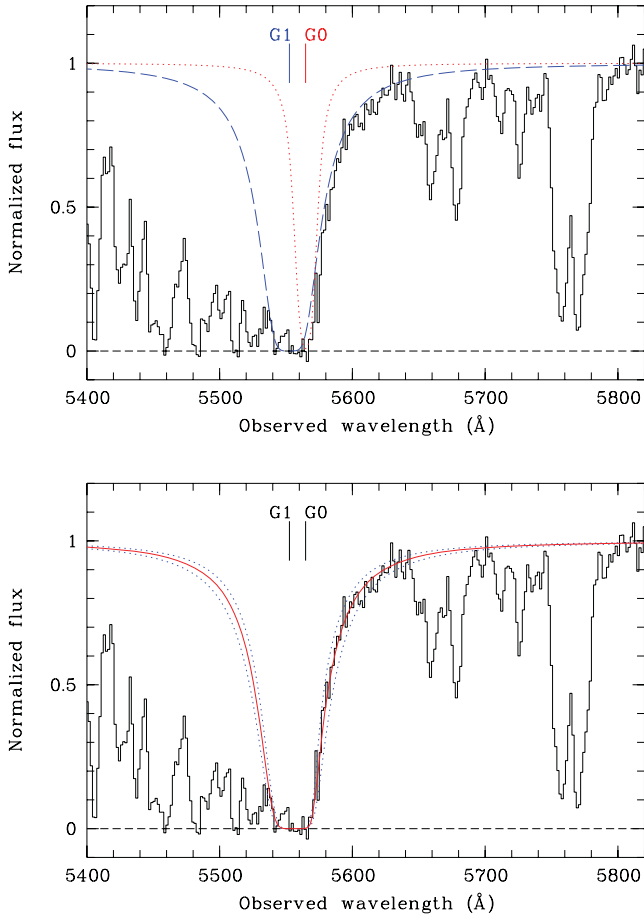 G1 G0
1
0.5
0
Normalized flux
5400 5500 5600 5700 5800
Observed wavelength (Å)
G1 G0
1
0.5
0
Normalized flux
5400 5500 5600 5700 5800
Observed wavelength (Å)